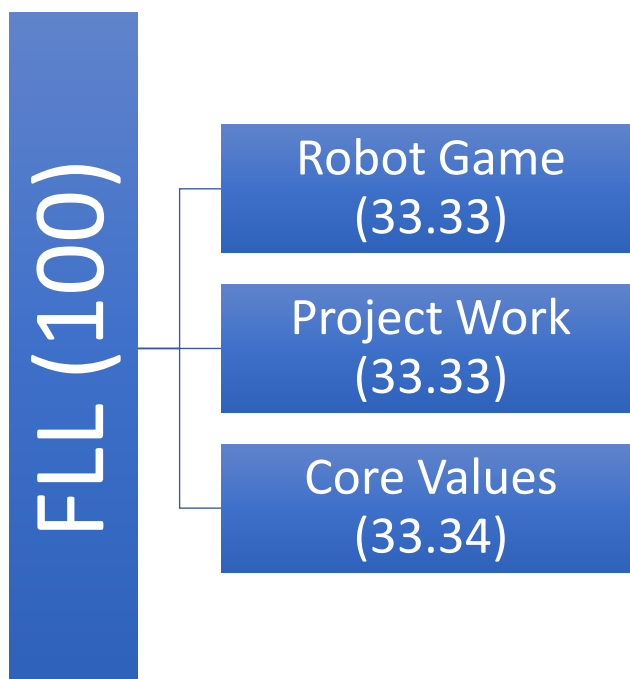 FLL (100)
Robot Game
(33.33)
Project Work
(33.33)
Core Values
(33.34)